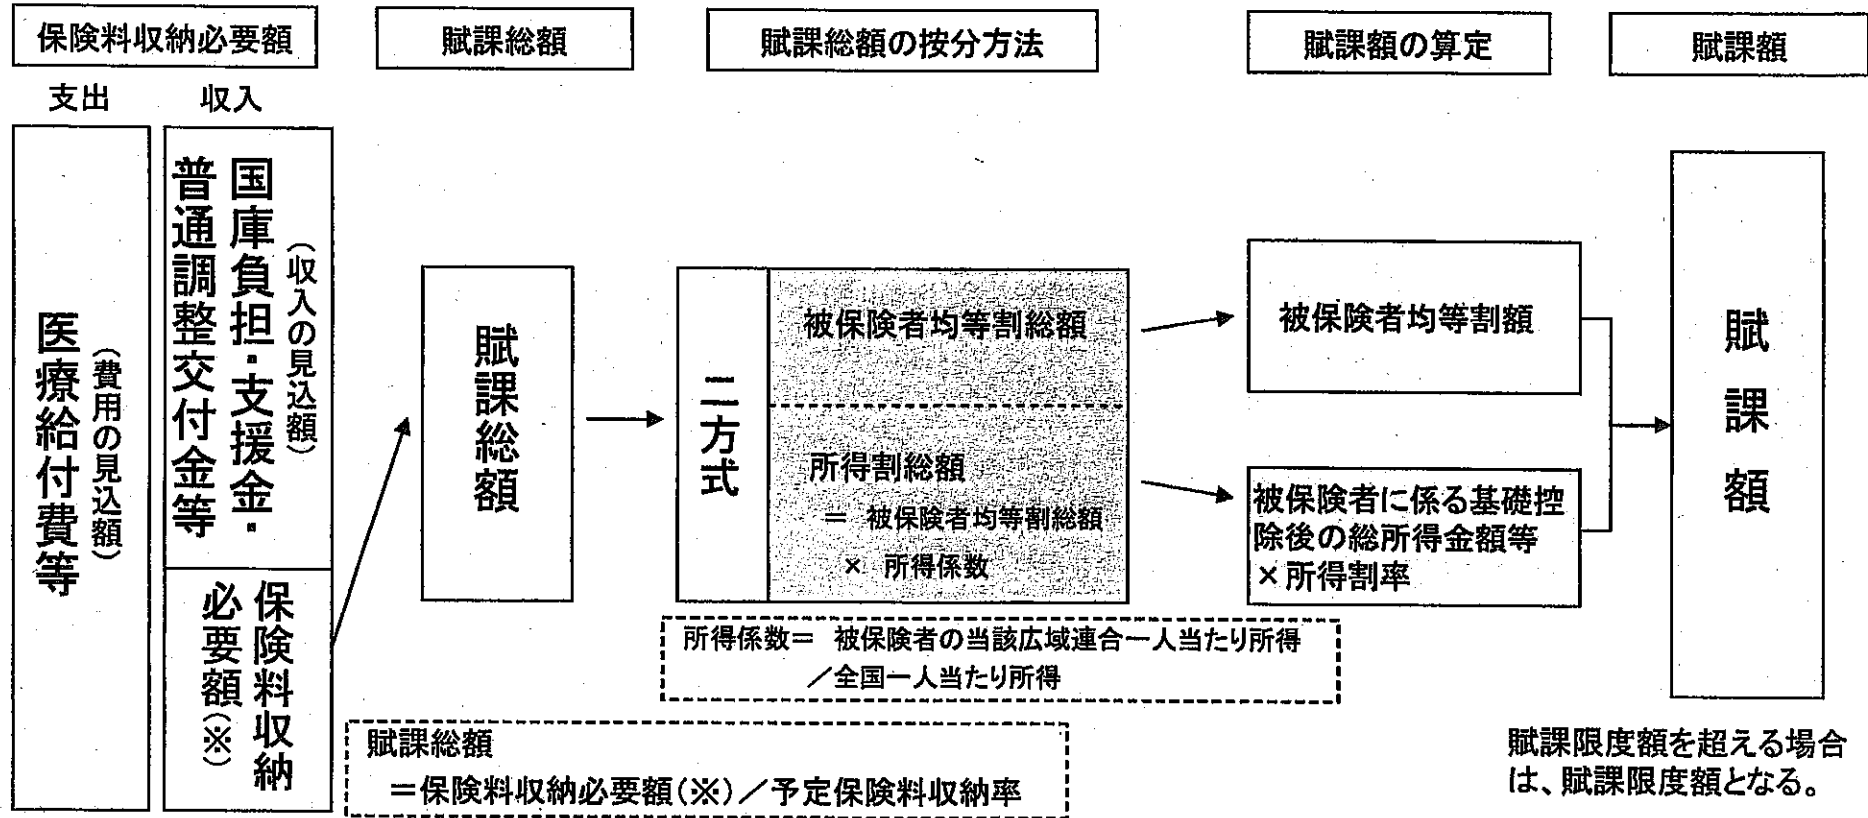 保険料収納必要額
賦課総額
賦課総額の按分方法
賦課額の算定
賦課額
支出
収入
医療給付費等
（費用の見込額）
（収入の見込額）
国庫負担・支援金・
普通調整交付金等
保険料収納
必要額（※）
賦課総額
二方式
被保険者均等割総額
所得割総額
＝ 被保険者均等割総額
× 所得係数
被保険者均等割額
被保険者に係る基礎控
除後の総所得金額等
×所得割率
賦課額
所得係数＝ 被保険者の当該広域連合一人当たり所得
／全国一人当たり所得
賦課総額
＝保険料収納必要額（※）／予定保険料収納率
賦課限度額を超える場合
は、賦課限度額となる。